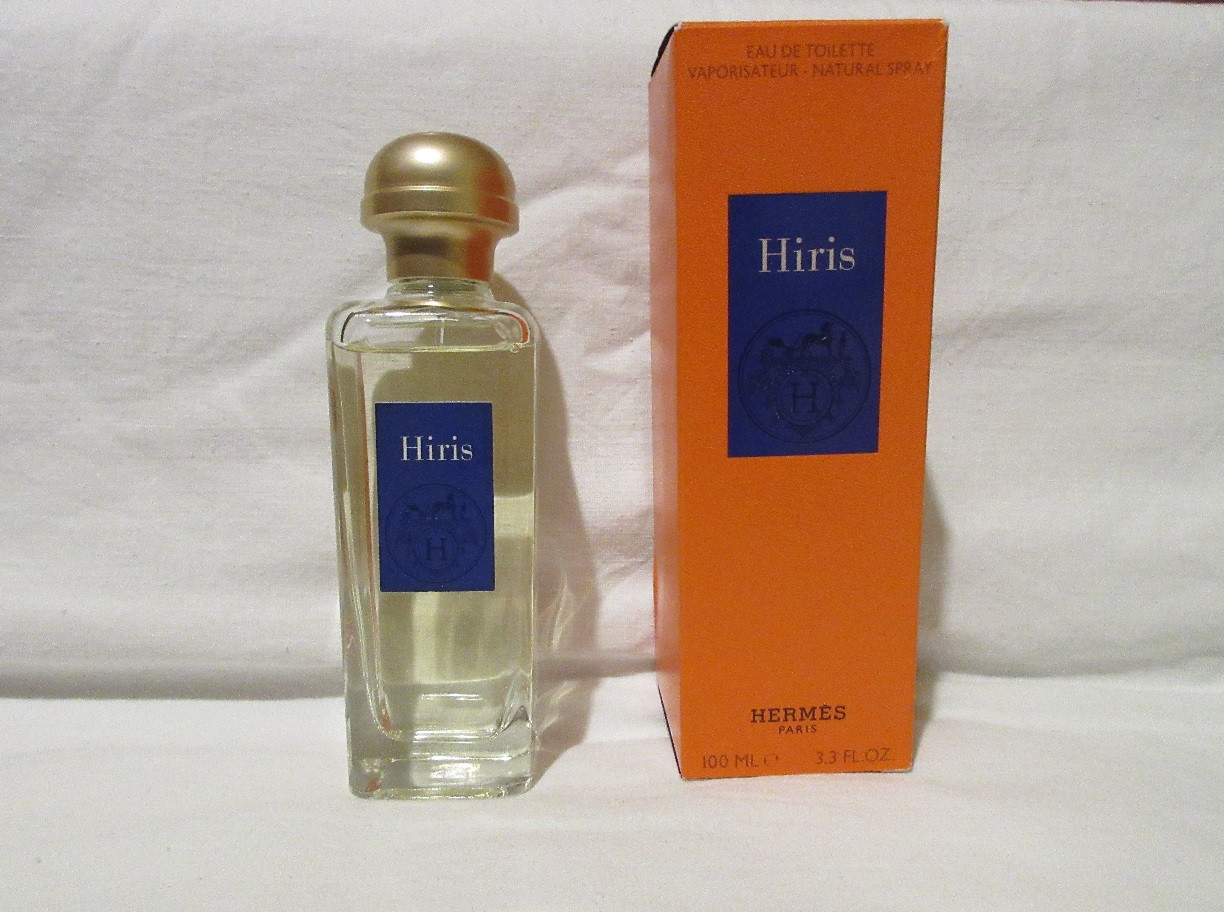 Hiris
H
EAU DE TOILETTE
VAPORISATEUR - NATURAL SPRAY
Hiris
H
HERMÈS
PARIS
100 ML ℮ 3.3 FL.OZ.